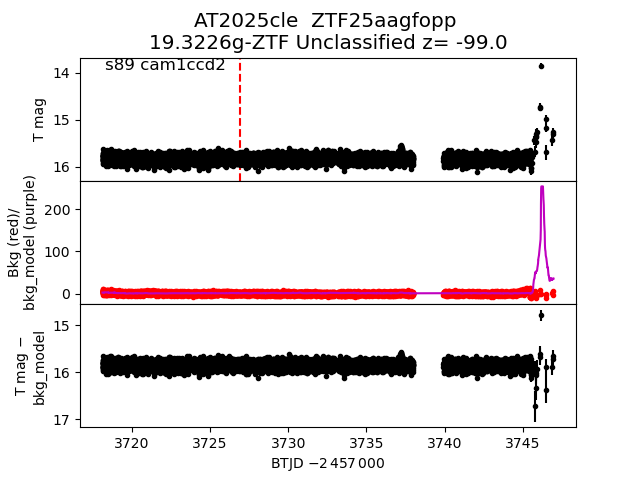 AT2025cle  ZTF25aagfopp
19.3226g-ZTF Unclassified z= -99.0
s89 cam1ccd2
14
15
16
T mag
200
100
0
Bkg (red)/
bkg_model (purple)
15
16
17
T mag −
bkg_model
3720
3725
3730
3735
3740
3745
BTJD −2 457 000